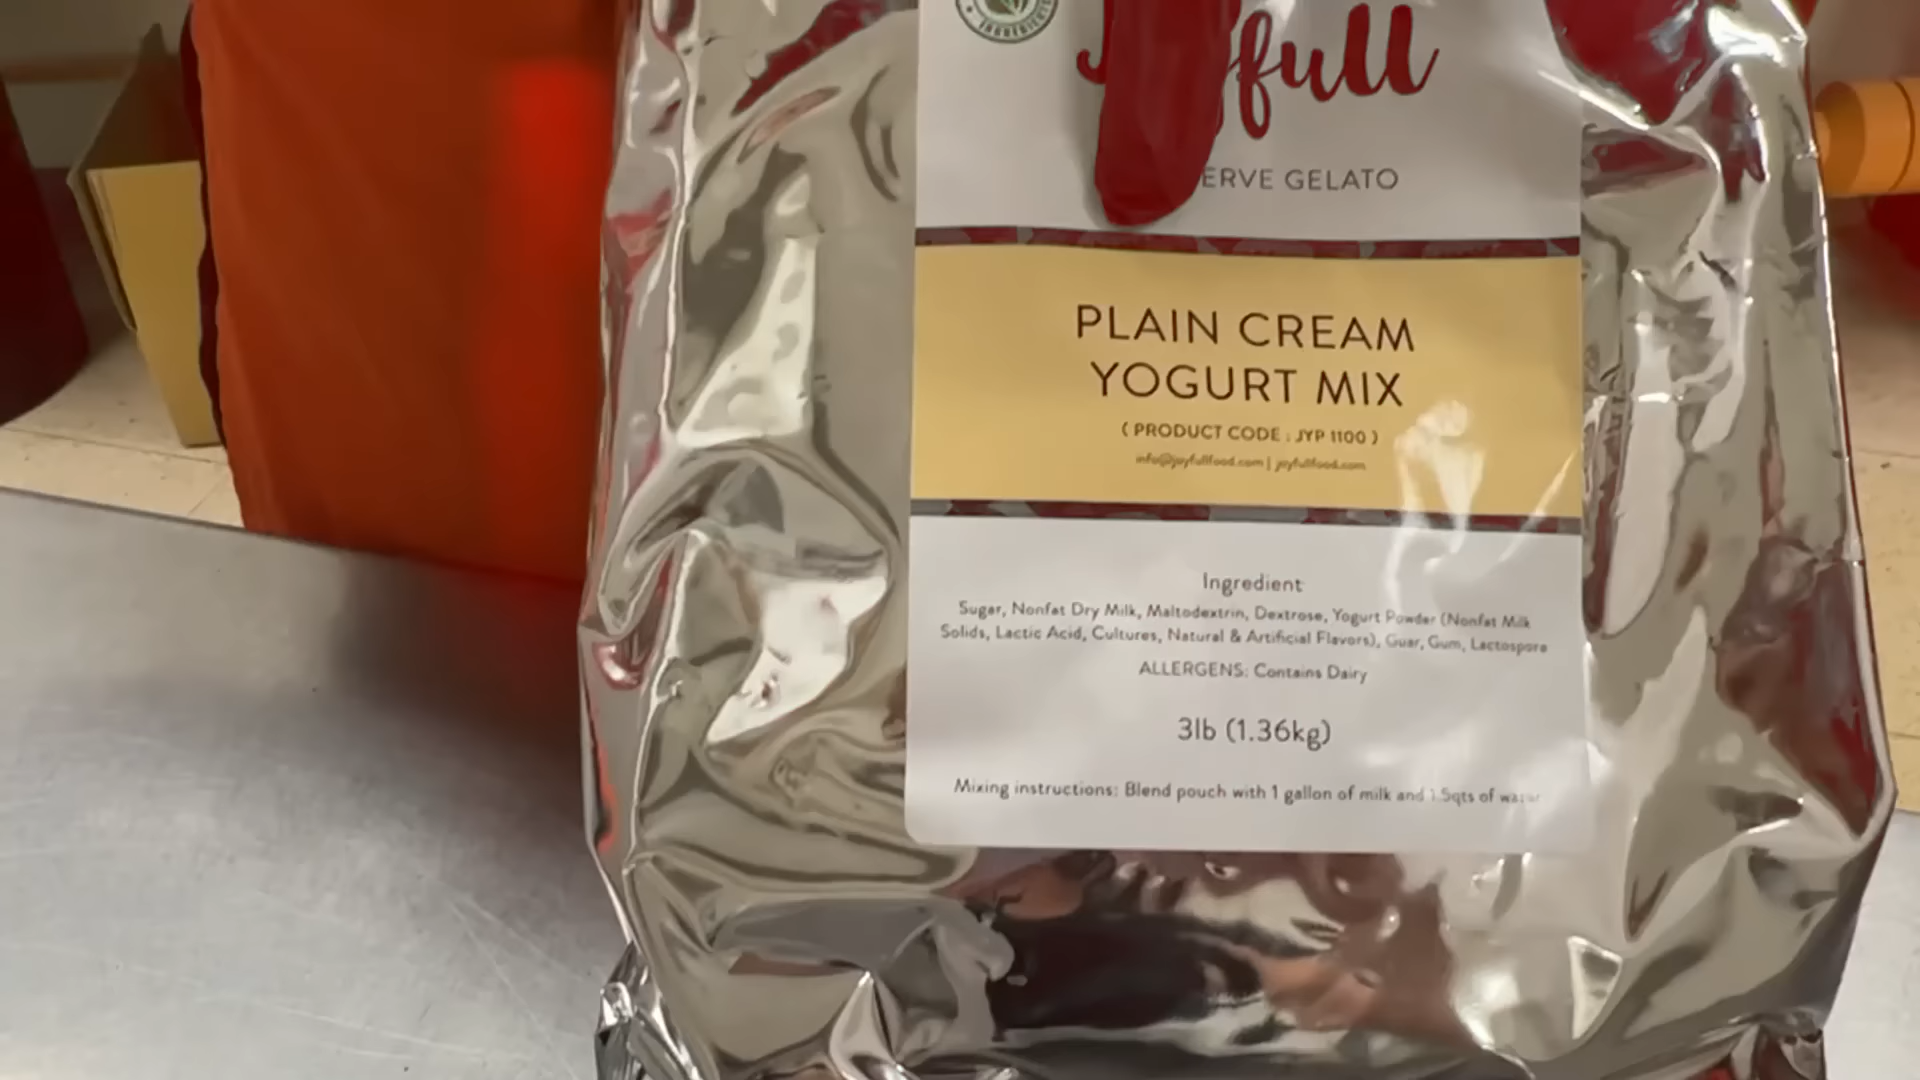 INGREDIENTS
full
ERVE GELATO
PLAIN CREAM
YOGURT MIX
( PRODUCT CODE : JYP 1100 )
info@joyfullfood.com | joyfullfood.com
Ingredient
Sugar, Nonfat Dry Milk, Maltodextrin, Dextrose, Yogurt Powder (Nonfat Milk
Solids, Lactic Acid, Cultures, Natural & Artificial Flavors), Guar, Gum, Lactospore
ALLERGENS: Contains Dairy
3lb (1.36kg)
Mixing instructions: Blend pouch with 1 gallon of milk and 1.5qts of water